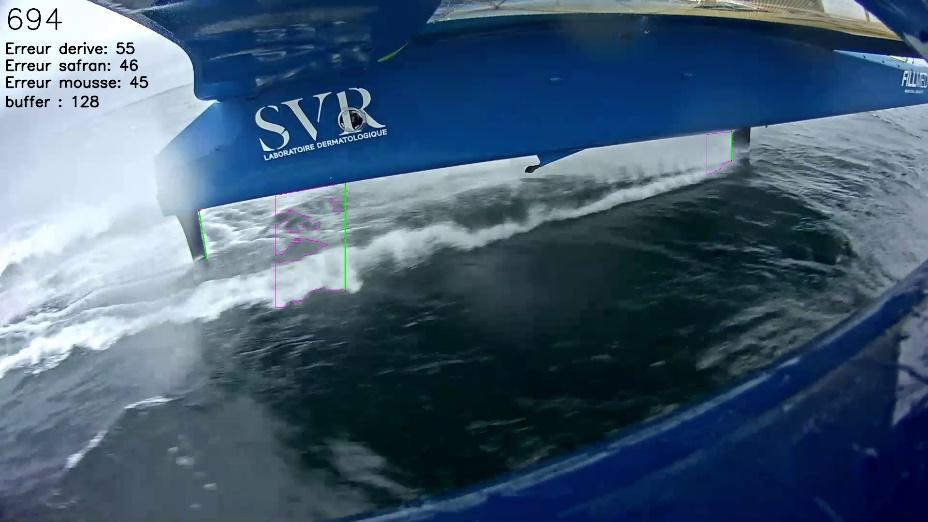 694
Erreur derive: 55
Erreur safran: 46
Erreur mousse: 45
buffer : 128
SVR
LABORATOIRE DERMATOLOGIQUE